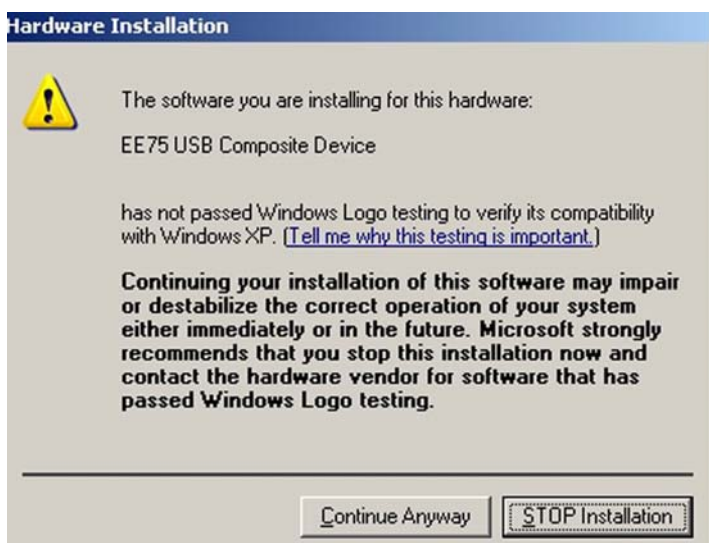 Hardware Installation
The software you are installing for this hardware:
EE75 USB Composite Device
has not passed Windows Logo testing to verify its compatibility
with Windows XP. (Tell me why this testing is important.)
Continuing your installation of this software may impair
or destabilize the correct operation of your system
either immediately or in the future. Microsoft strongly
recommends that you stop this installation now and
contact the hardware vendor for software that has
passed Windows Logo testing.
Continue Anyway
STOP Installation